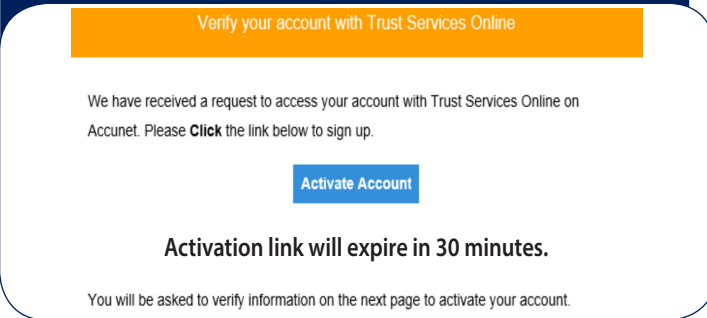 Verify your account with Trust Services Online
We have received a request to access your account with Trust Services Online on
Accunet. Please Click the link below to sign up.
Activate Account
Activation link will expire in 30 minutes.
You will be asked to verify information on the next page to activate your account.